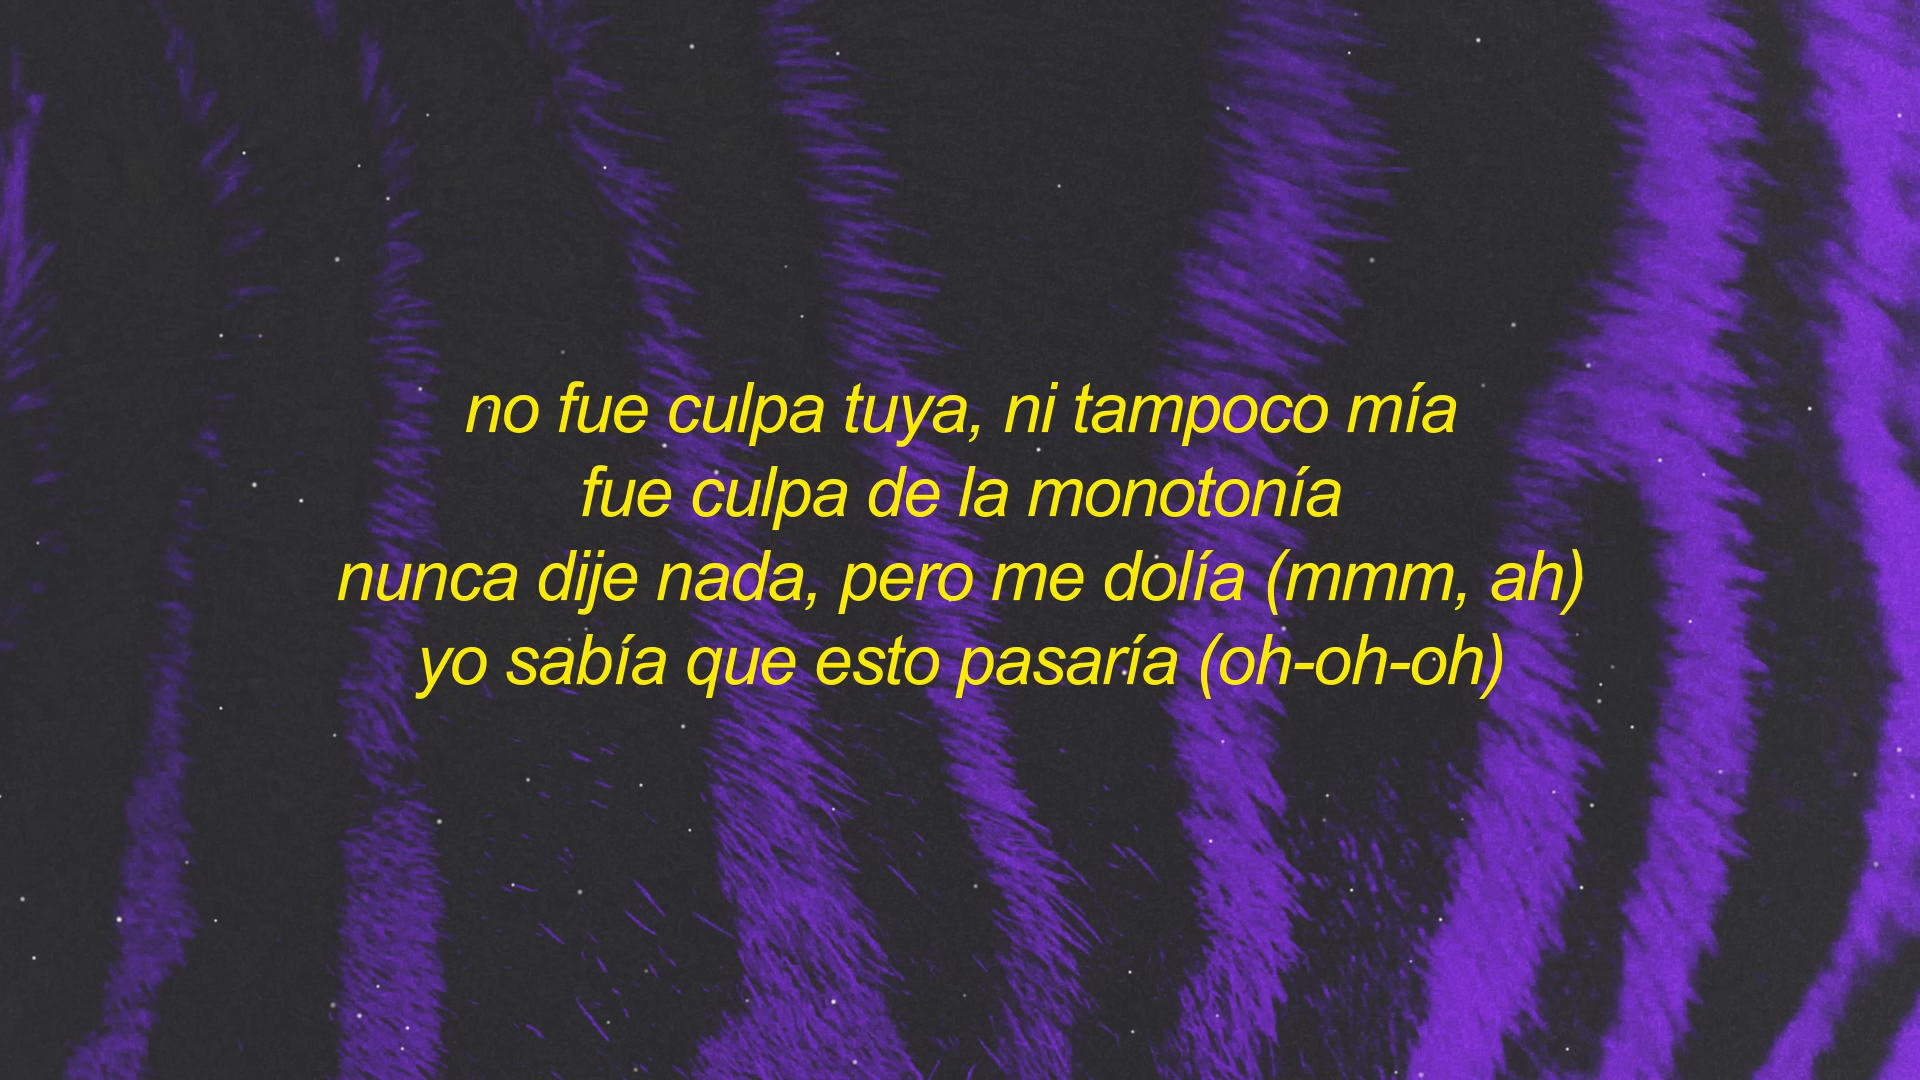 no fue culpa tuya, ni tampoco mía
fue culpa de la monotonía
nunca dije nada, pero me dolía (mmm, ah)
yo sabía que esto pasaría (oh-oh-oh)